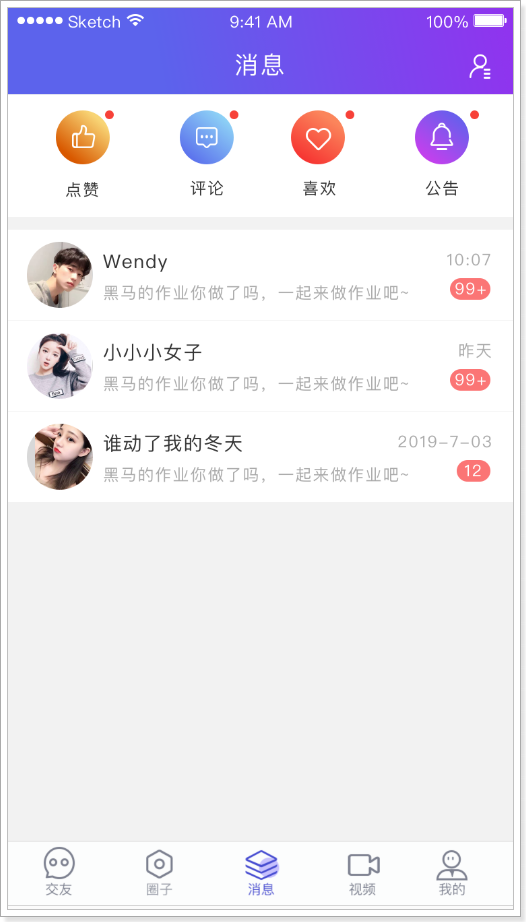 Sketch 9:41 AM 100%
消息
点赞 评论 喜欢 公告
Wendy 10:07
黑马的作业你做了吗，一起来做作业吧~ 99+
小小小女子 昨天
黑马的作业你做了吗，一起来做作业吧~ 99+
谁动了我的冬天 2019-7-03
黑马的作业你做了吗，一起来做作业吧~ 12
交友 圈子 消息 视频 我的